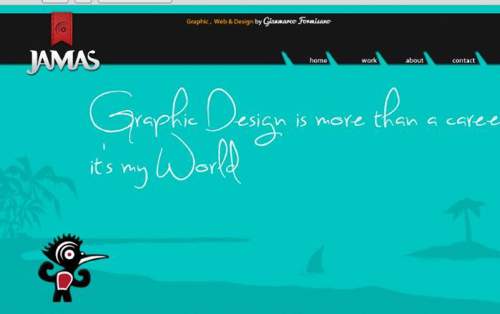 Graphic, Web & Design by Gianmarco Formisano
JAMAS
home work about contact
Graphic Design is more than a caree
it's my World